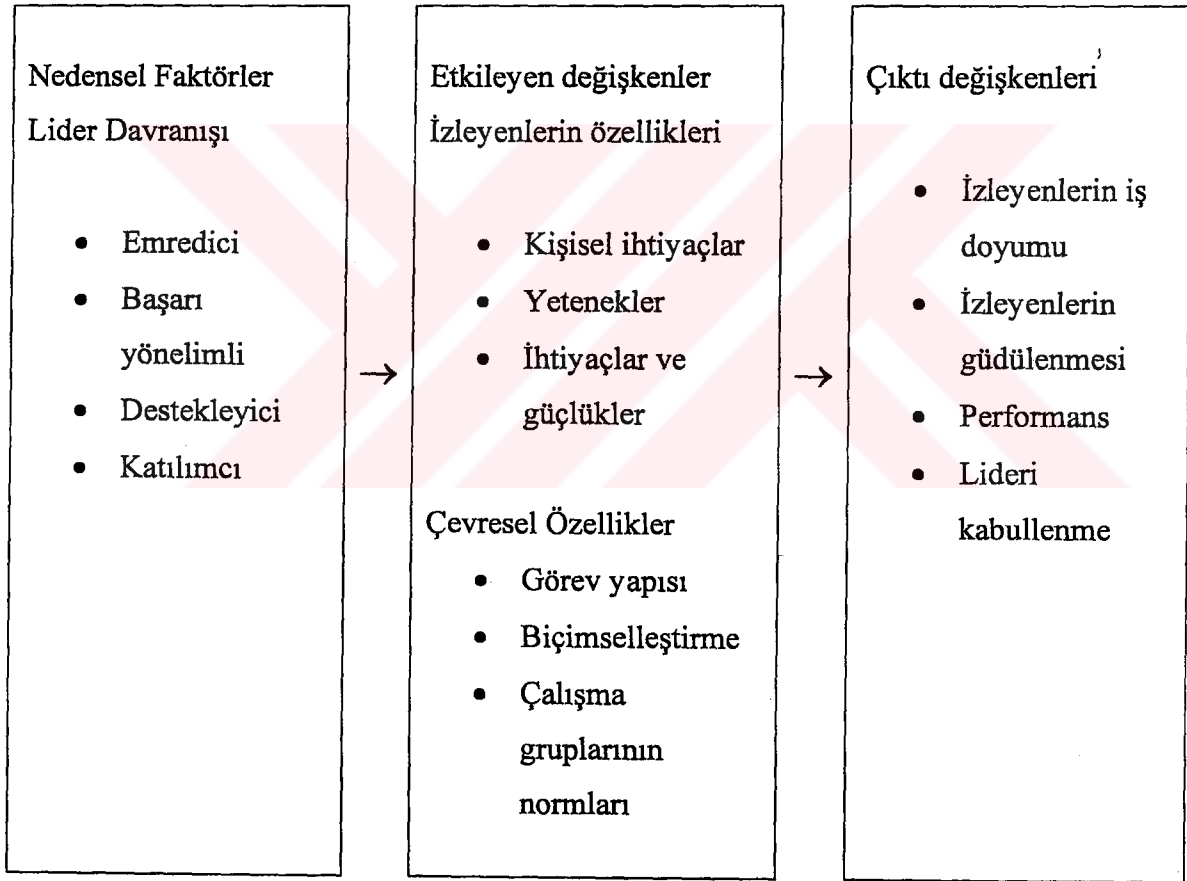 Nedensel Faktörler
Lider Davranışı
• Emredici
• Başarı
yönelimli
• Destekleyici
• Katılımcı
→
Etkileyen değişkenler
İzleyenlerin özellikleri
• Kişisel ihtiyaçlar
• Yetenekler
• İhtiyaçlar ve
güçlükler
Çevresel Özellikler
• Görev yapısı
• Biçimselleştirme
• Çalışma
gruplarının
normları
→
Çıktı değişkenleri
• İzleyenlerin iş
doyumu
• İzleyenlerin
güdülenmesi
• Performans
• Lideri
kabullenme